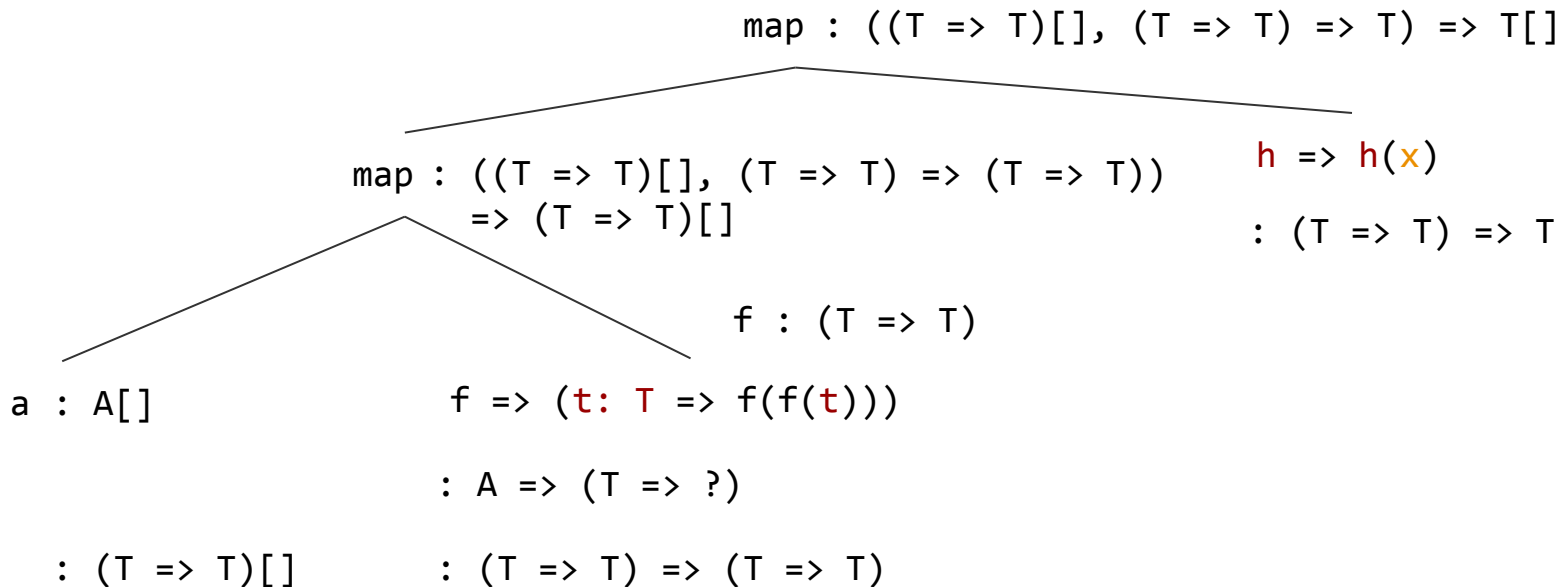 map : ((T => T)[], (T => T) => T) => T[]
map : ((T => T)[], (T => T) => (T => T))
=> (T => T)[]
h => h(x)
: (T => T) => T
f : (T => T)
a : A[]
f => (t: T => f(f(t)))
: A => (T => ?)
: (T => T)[]
: (T => T) => (T => T)